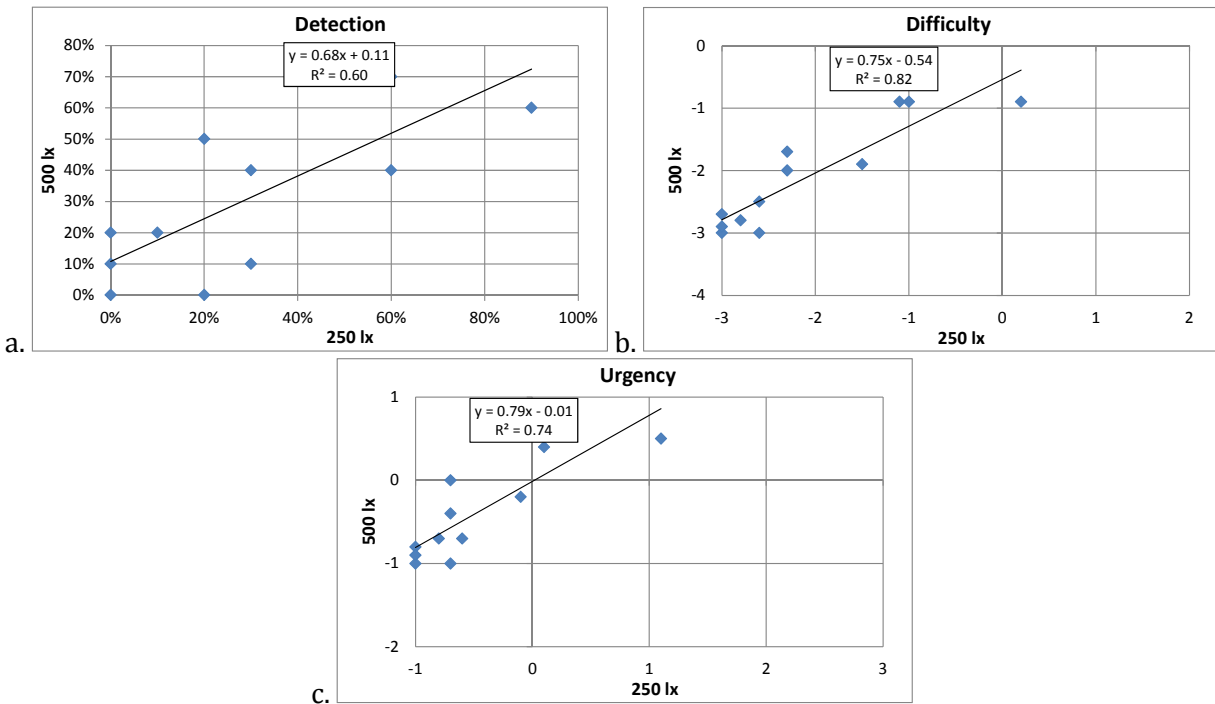 Detection
y = 0.68x + 0.11
R² = 0.60
80%
70%
60%
50%
40%
30%
20%
10%
0%
500 lx
0% 20% 40% 60% 80% 100%
250 lx
a.
Difficulty
y = 0.75x - 0.54
R² = 0.82
0
-1
-2
-3
-4
500 lx
-3 -2 -1 0 1 2
250 lx
b.
Urgency
y = 0.79x - 0.01
R² = 0.74
1
0
-1
-2
500 lx
-1 0 1 2 3
250 lx
c.